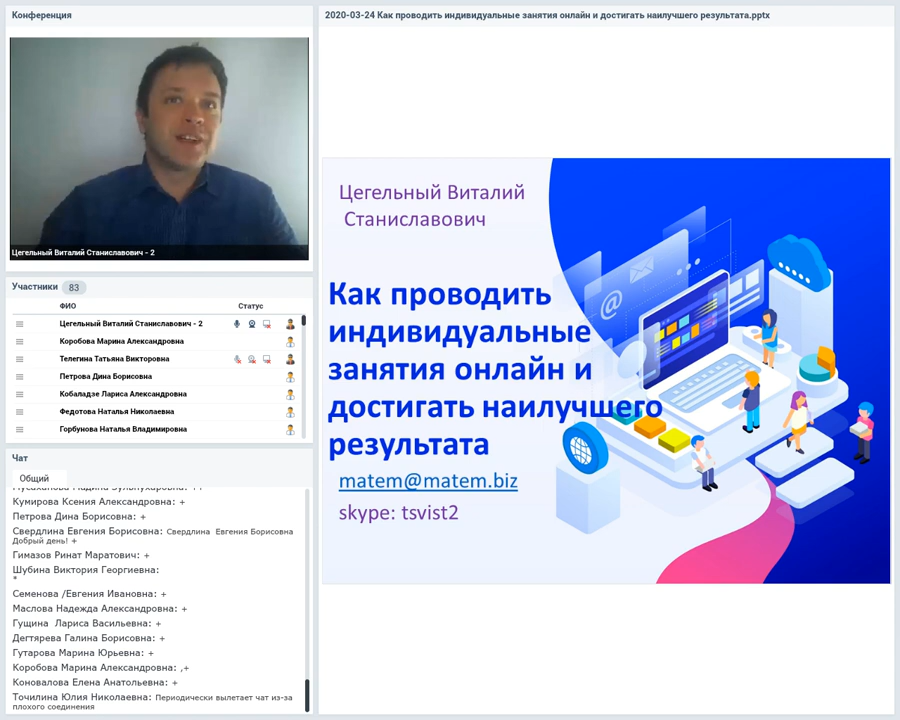 Конференция
Цегельный Виталий Станиславович - 2
Участники 83
ФИО Статус
Цегельный Виталий Станиславович - 2
Коробова Марина Александровна
Телегина Татьяна Викторовна
Петрова Дина Борисовна
Кобаладзе Лариса Александровна
Федотова Наталья Николаевна
Горбунова Наталья Владимировна
Чат
Общий
Кумирова Ксения Александровна: +
Петрова Дина Борисовна: +
Свердлина Евгения Борисовна: Свердлина Евгения Борисовна
Добрый день! +
Гимазов Ринат Маратович: +
Шубина Виктория Георгиевна:
*
Семенова /Евгения Ивановна: +
Маслова Надежда Александровна: +
Гущина Лариса Васильевна: +
Дегтярева Галина Борисовна: +
Гутарова Марина Юрьевна: +
Коробова Марина Александровна: ,+
Коновалова Елена Анатольевна: +
Точилина Юлия Николаевна: Периодически вылетает чат из-за
плохого соединения
2020-03-24 Как проводить индивидуальные занятия онлайн и достигать наилучшего результата.pptx
Цегельный Виталий
Станиславович
Как проводить
индивидуальные
занятия онлайн и
достигать наилучшего
результата
matem@matem.biz
skype: tsvist2
@